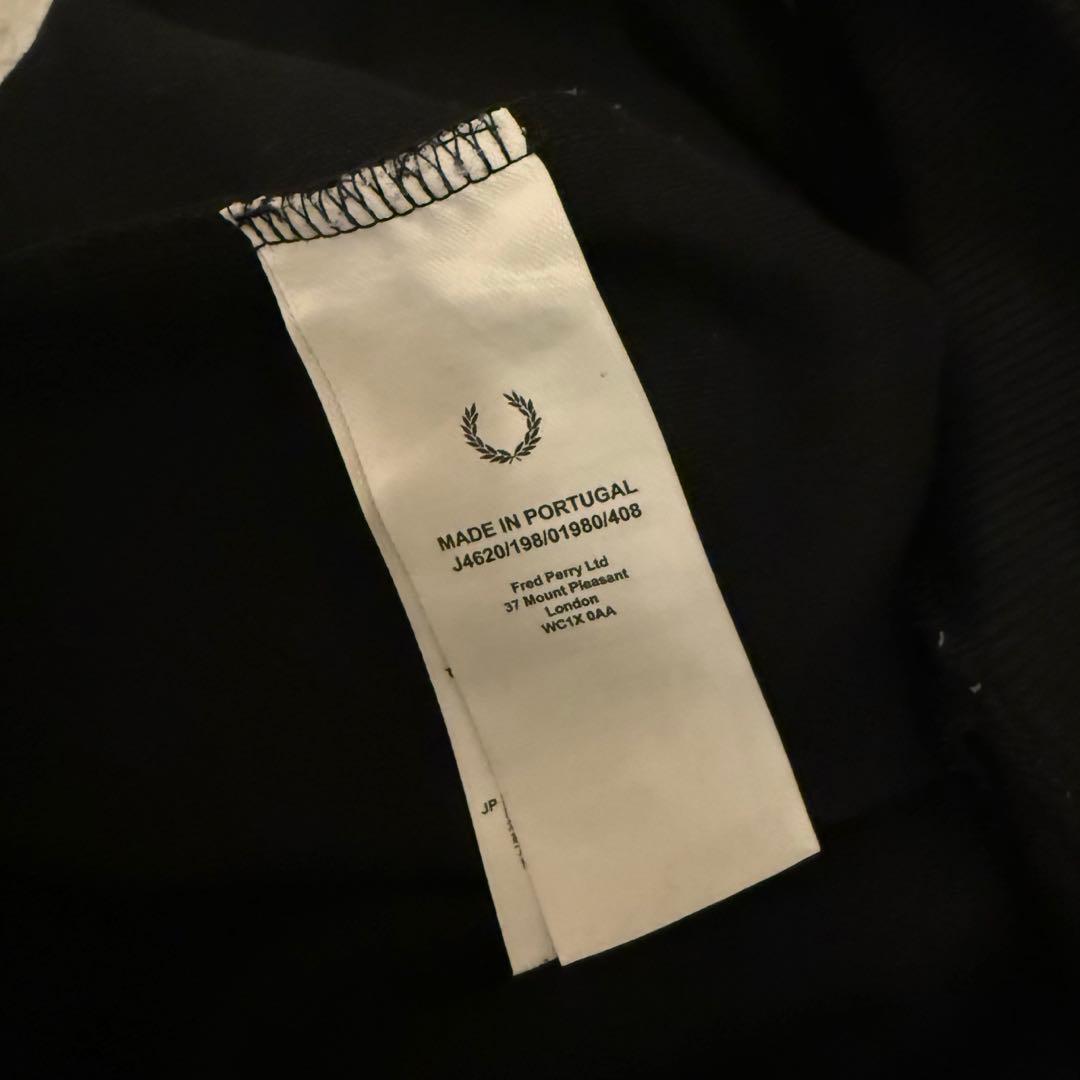 MADE IN PORTUGAL
J4620/198/01980/408
Fred Perry Ltd
37 Mount Pleasant
London
WC1X 0AA
JP